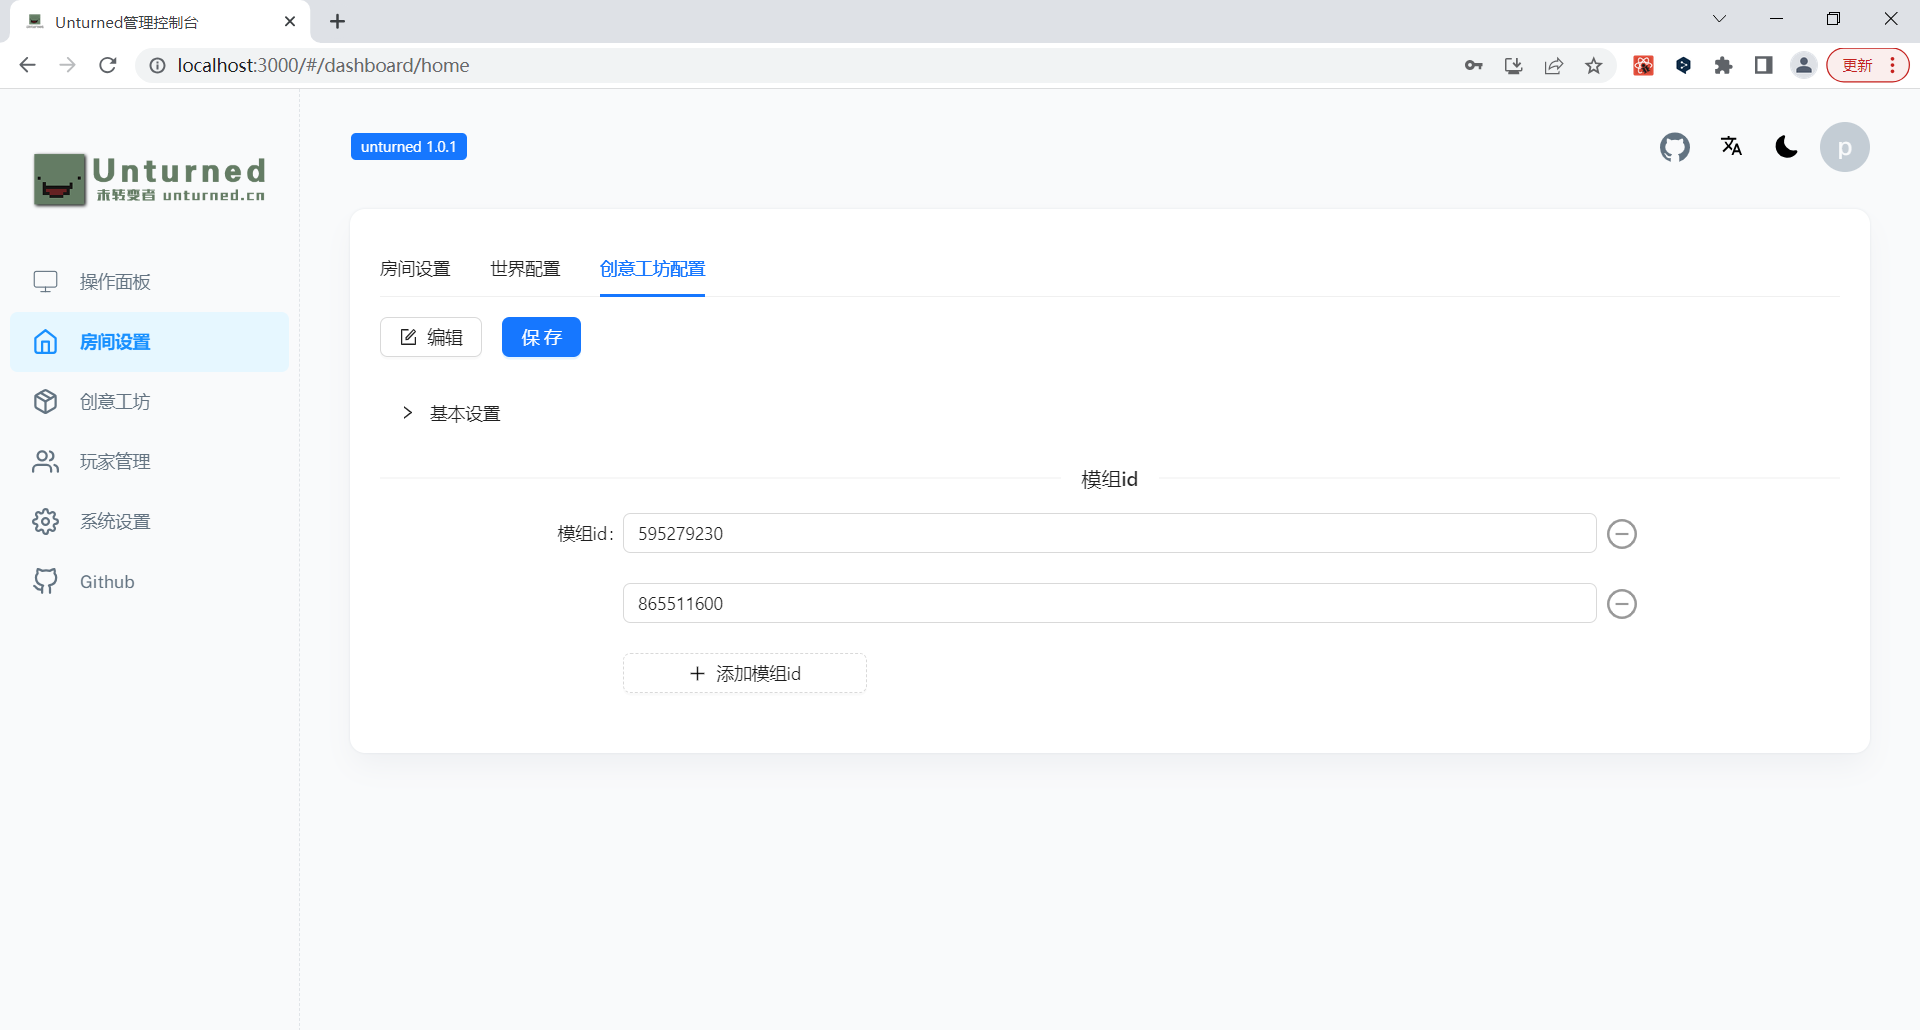 Unturned管理控制台
localhost:3000/#/dashboard/home
更新
Unturned
未转变者 unturned.cn
unturned 1.0.1
p
操作面板
房间设置
创意工坊
玩家管理
系统设置
Github
房间设置 世界配置 创意工坊配置
编辑 保存
基本设置
模组id
模组id: 595279230
865511600
添加模组id